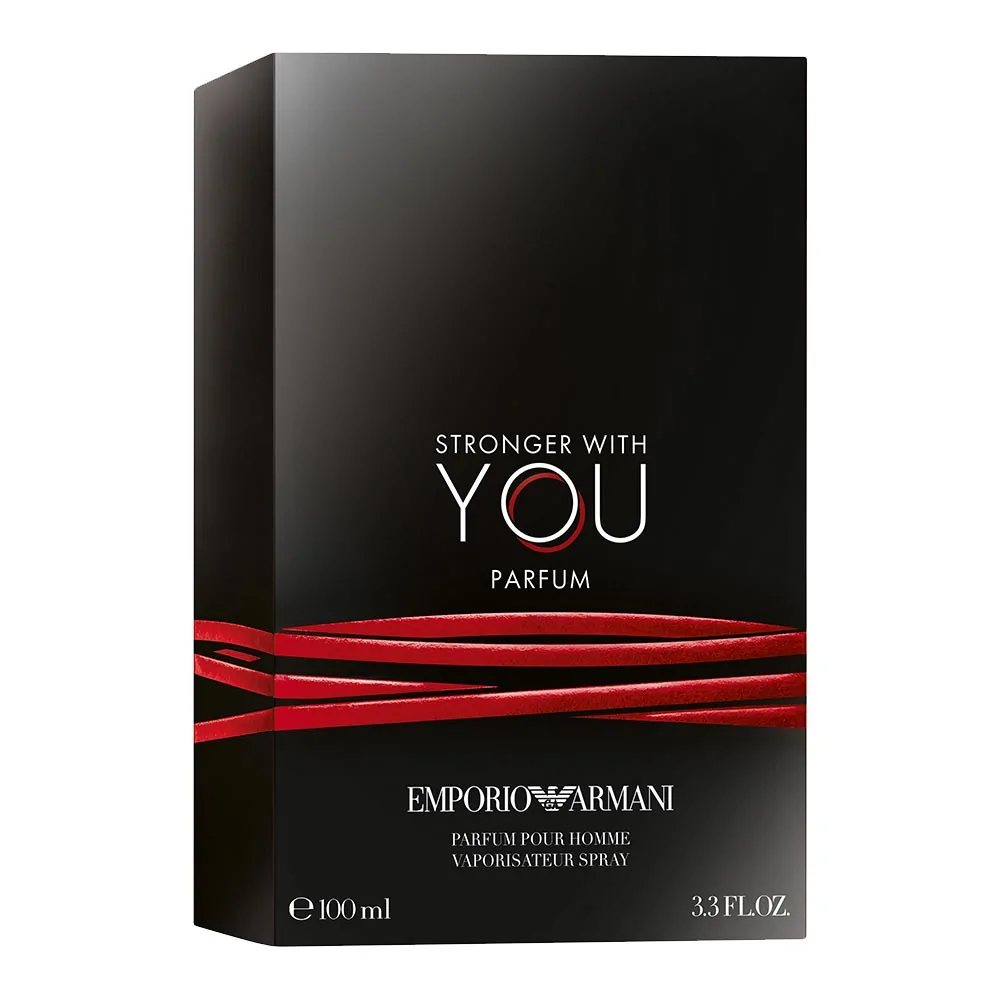 STRONGER WITH
YOU
PARFUM
EMPORIO ARMANI
PARFUM POUR HOMME
VAPORISATEUR SPRAY
℮ 100 ml
3.3 FL.OZ.